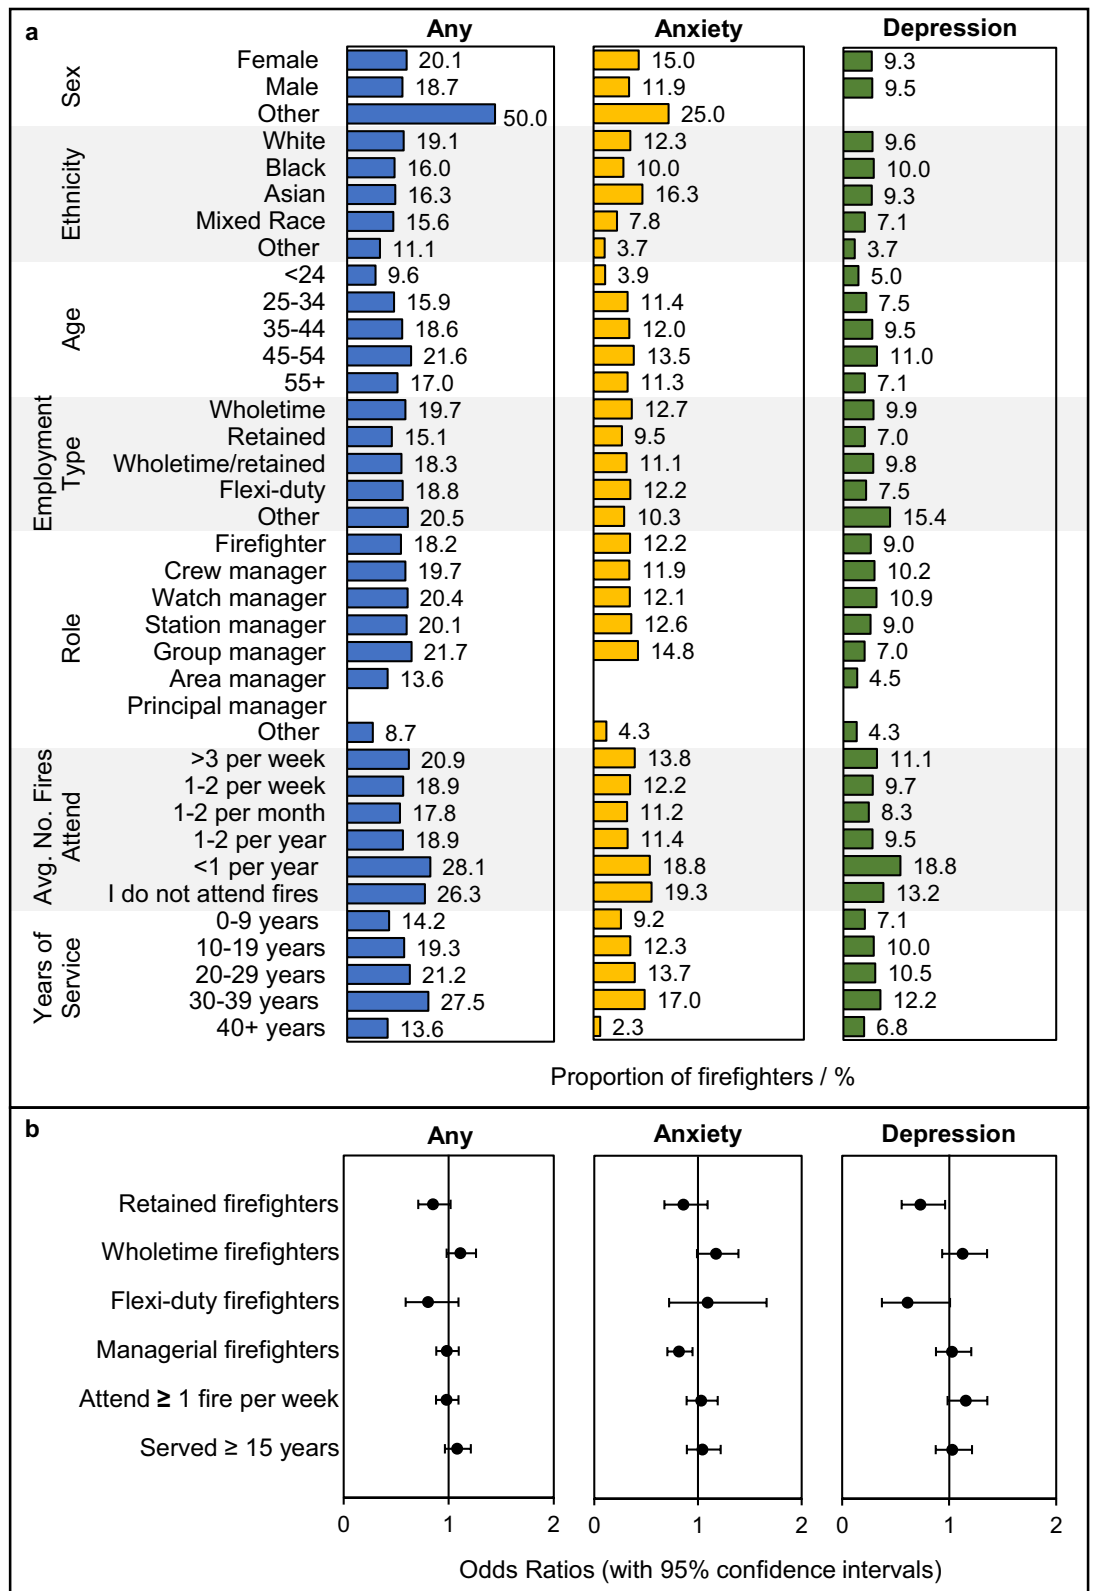 a
Any Anxiety Depression
Sex
Female 20.1 15.0 9.3
Male 18.7 11.9 9.5
Other 50.0 25.0
Ethnicity
White 19.1 12.3 9.6
Black 16.0 10.0 10.0
Asian 16.3 16.3 9.3
Mixed Race 15.6 7.8 7.1
Other 11.1 3.7 3.7
Age
<24 9.6 3.9 5.0
25-34 15.9 11.4 7.5
35-44 18.6 12.0 9.5
45-54 21.6 13.5 11.0
55+ 17.0 11.3 7.1
Employment
Type
Wholetime 19.7 12.7 9.9
Retained 15.1 9.5 7.0
Wholetime/retained 18.3 11.1 9.8
Flexi-duty 18.8 12.2 7.5
Other 20.5 10.3 15.4
Role
Firefighter 18.2 12.2 9.0
Crew manager 19.7 11.9 10.2
Watch manager 20.4 12.1 10.9
Station manager 20.1 12.6 9.0
Group manager 21.7 14.8 7.0
Area manager 13.6 4.5
Principal manager
Other 8.7 4.3 4.3
Avg. No. Fires
Attend
>3 per week 20.9 13.8 11.1
1-2 per week 18.9 12.2 9.7
1-2 per month 17.8 11.2 8.3
1-2 per year 18.9 11.4 9.5
<1 per year 28.1 18.8 18.8
I do not attend fires 26.3 19.3 13.2
Years of
Service
0-9 years 14.2 9.2 7.1
10-19 years 19.3 12.3 10.0
20-29 years 21.2 13.7 10.5
30-39 years 27.5 17.0 12.2
40+ years 13.6 2.3 6.8
Proportion of firefighters / %
b
Any Anxiety Depression
Retained firefighters
Wholetime firefighters
Flexi-duty firefighters
Managerial firefighters
Attend ≥ 1 fire per week
Served ≥ 15 years
0 1 2 0 1 2 0 1 2
Odds Ratios (with 95% confidence intervals)